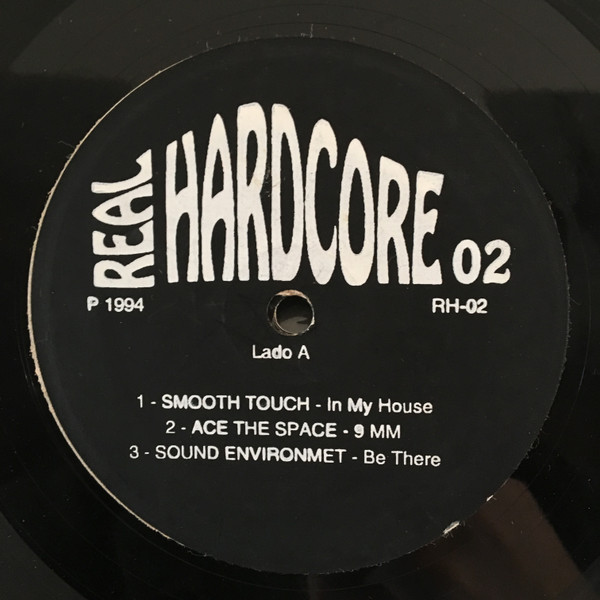 REAL HARDCORE 02
P 1994 RH-02
Lado A
1 - SMOOTH TOUCH - In My House
2 - ACE THE SPACE - 9 MM
3 - SOUND ENVIRONMET - Be There